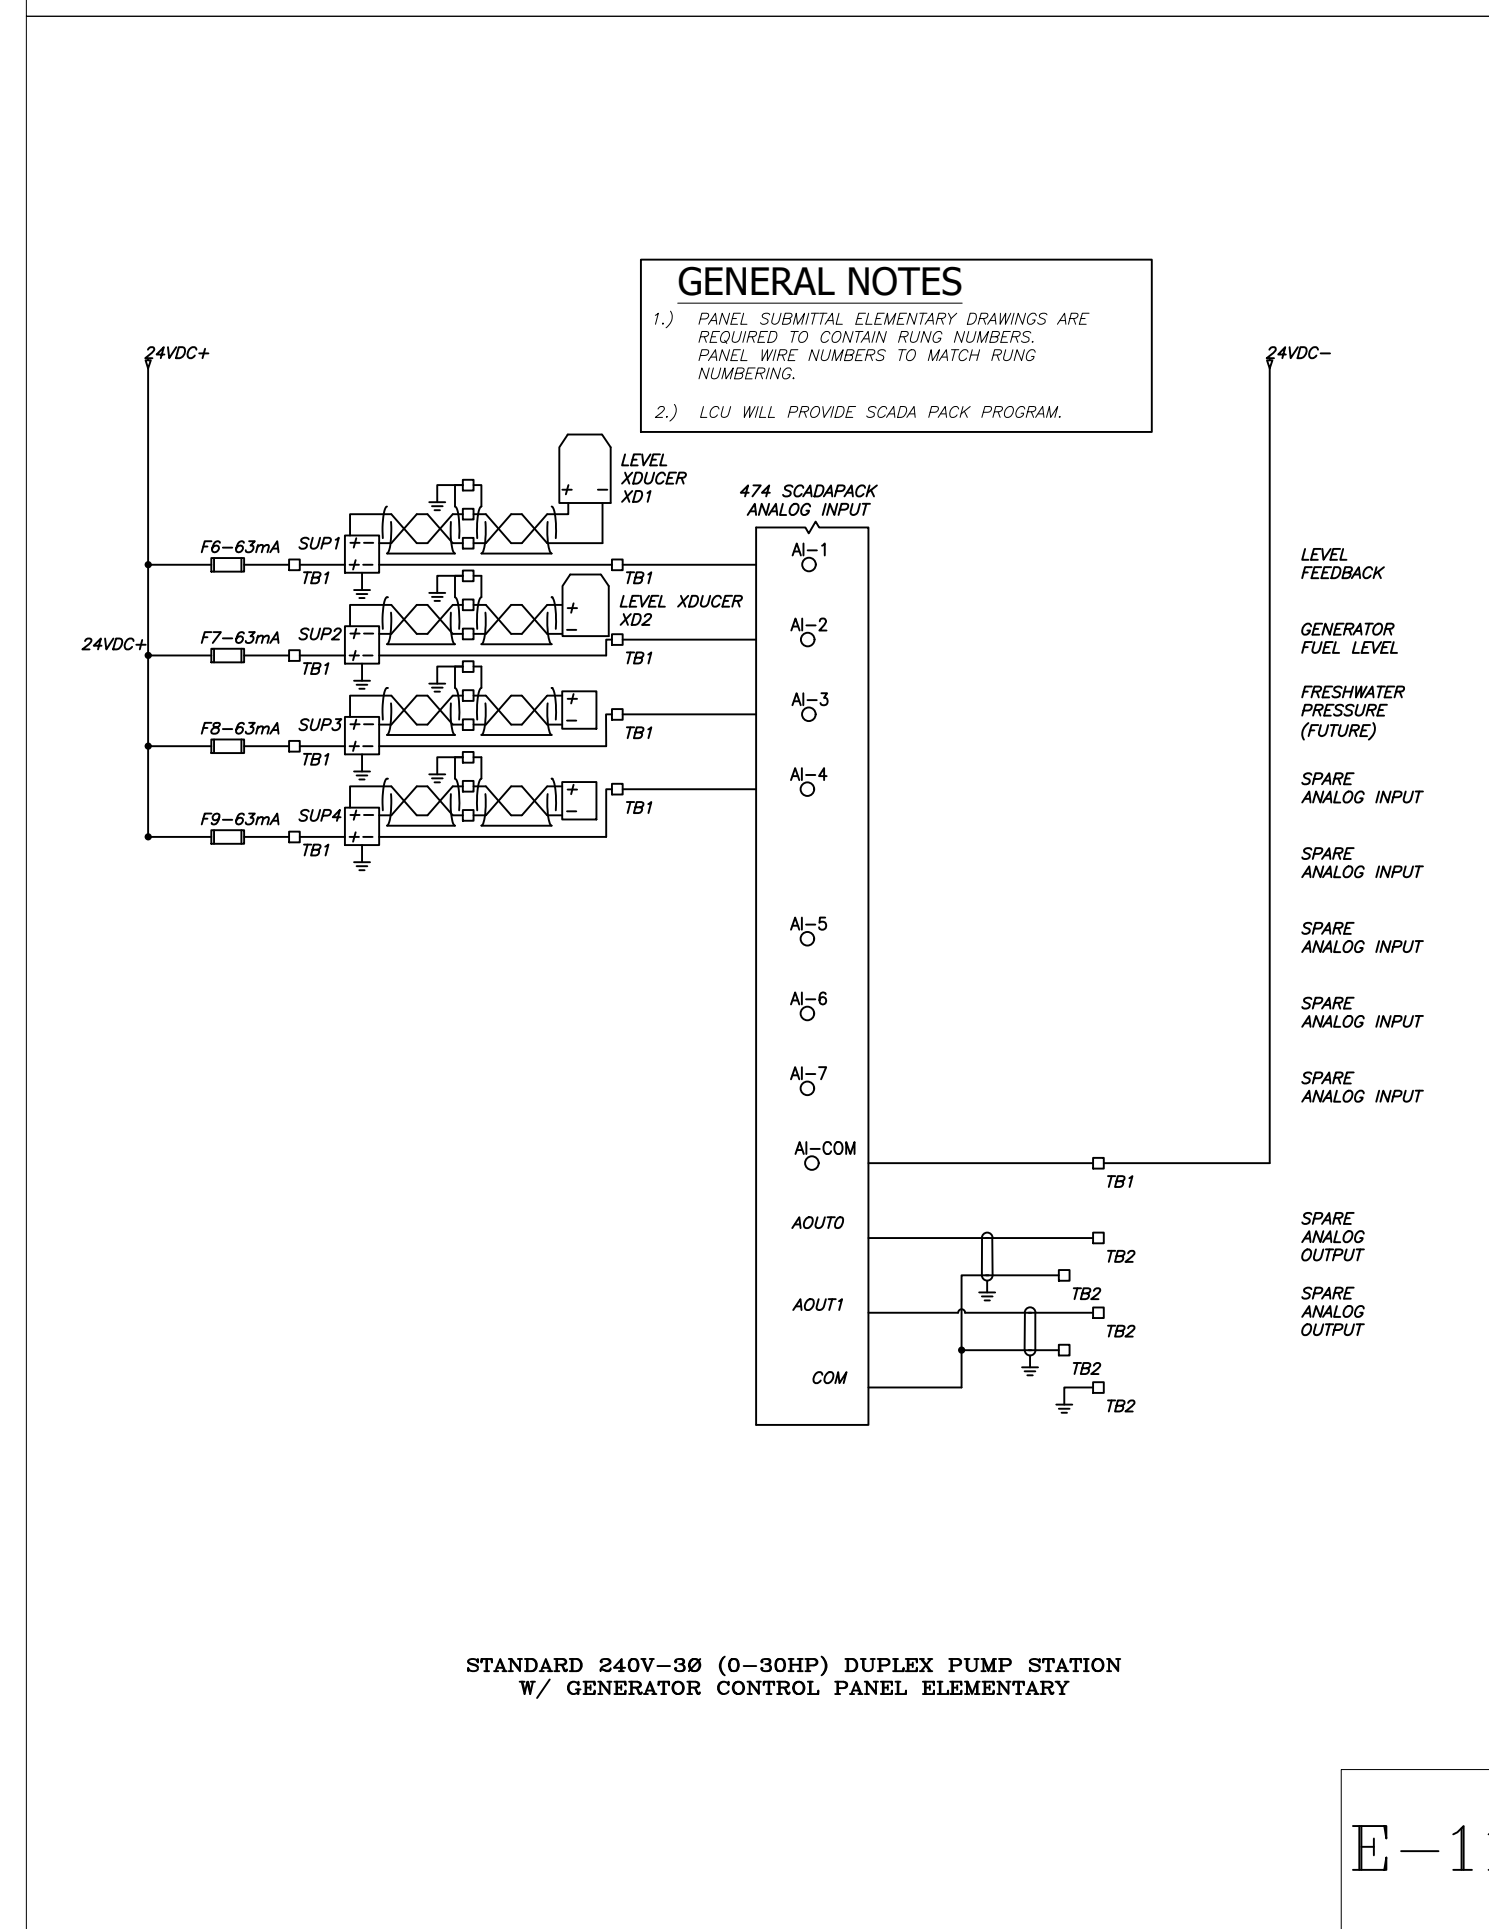 GENERAL NOTES
1.) PANEL SUBMITTAL ELEMENTARY DRAWINGS ARE
REQUIRED TO CONTAIN RUNG NUMBERS.
PANEL WIRE NUMBERS TO MATCH RUNG
NUMBERING.
2.) LCU WILL PROVIDE SCADA PACK PROGRAM.
24VDC+
24VDC-
LEVEL
XDUCER
XD1
+ -
474 SCADAPACK
ANALOG INPUT
F6-63mA
SUP1
+-
+-
TB1
TB1
AI-1
LEVEL
FEEDBACK
LEVEL XDUCER
XD2
+
-
24VDC+
F7-63mA
SUP2
+-
+-
TB1
TB1
AI-2
GENERATOR
FUEL LEVEL
F8-63mA
SUP3
+-
+-
TB1
+
-
TB1
AI-3
FRESHWATER
PRESSURE
(FUTURE)
F9-63mA
SUP4
+-
+-
TB1
+
-
TB1
AI-4
SPARE
ANALOG INPUT
SPARE
ANALOG INPUT
AI-5
SPARE
ANALOG INPUT
AI-6
SPARE
ANALOG INPUT
AI-7
SPARE
ANALOG INPUT
AI-COM
TB1
AOUT0
TB2
SPARE
ANALOG
OUTPUT
TB2
AOUT1
TB2
SPARE
ANALOG
OUTPUT
TB2
COM
TB2
STANDARD 240V-3Ø (0-30HP) DUPLEX PUMP STATION
W/ GENERATOR CONTROL PANEL ELEMENTARY
E-1